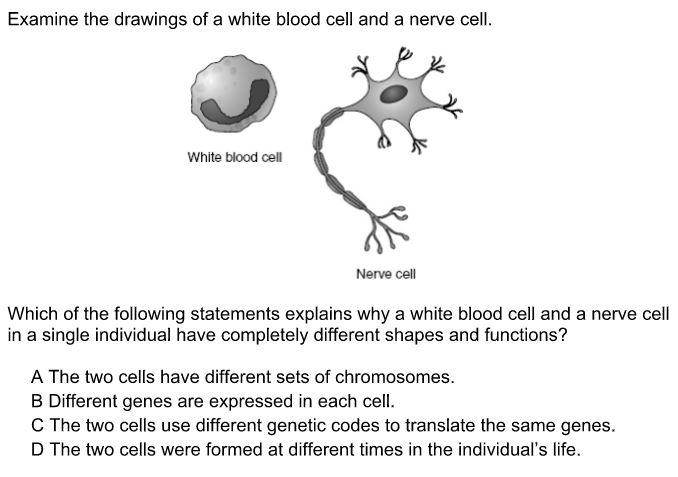 Examine the drawings of a white blood cell and a nerve cell.
White blood cell
Nerve cell
Which of the following statements explains why a white blood cell and a nerve cell
in a single individual have completely different shapes and functions?
A The two cells have different sets of chromosomes.
B Different genes are expressed in each cell.
C The two cells use different genetic codes to translate the same genes.
D The two cells were formed at different times in the individual's life.